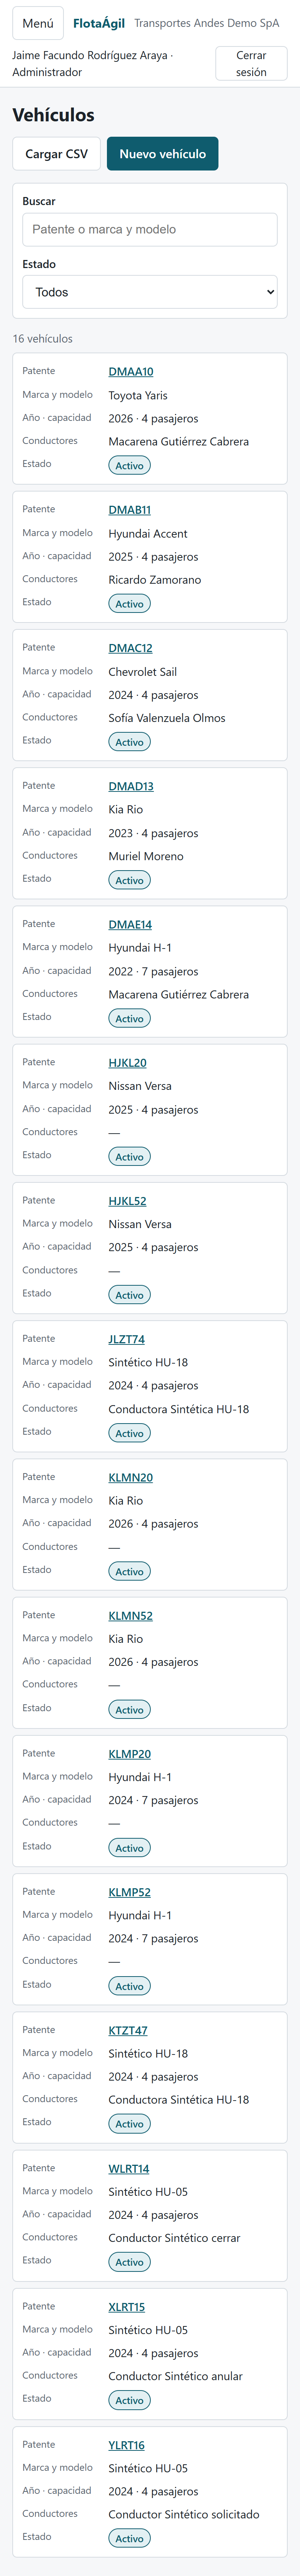 Menú FlotaÁgil Transportes Andes Demo SpA
Jaime Facundo Rodríguez Araya ·
Administrador
Cerrar
sesión
Vehículos
Cargar CSV Nuevo vehículo
Buscar
Patente o marca y modelo
Estado
Todos
16 vehículos
Patente DMAA10
Marca y modelo Toyota Yaris
Año · capacidad 2026 · 4 pasajeros
Conductores Macarena Gutiérrez Cabrera
Estado Activo
Patente DMAB11
Marca y modelo Hyundai Accent
Año · capacidad 2025 · 4 pasajeros
Conductores Ricardo Zamorano
Estado Activo
Patente DMAC12
Marca y modelo Chevrolet Sail
Año · capacidad 2024 · 4 pasajeros
Conductores Sofía Valenzuela Olmos
Estado Activo
Patente DMAD13
Marca y modelo Kia Rio
Año · capacidad 2023 · 4 pasajeros
Conductores Muriel Moreno
Estado Activo
Patente DMAE14
Marca y modelo Hyundai H-1
Año · capacidad 2022 · 7 pasajeros
Conductores Macarena Gutiérrez Cabrera
Estado Activo
Patente HJKL20
Marca y modelo Nissan Versa
Año · capacidad 2025 · 4 pasajeros
Conductores —
Estado Activo
Patente HJKL52
Marca y modelo Nissan Versa
Año · capacidad 2025 · 4 pasajeros
Conductores —
Estado Activo
Patente JLZT74
Marca y modelo Sintético HU-18
Año · capacidad 2024 · 4 pasajeros
Conductores Conductora Sintética HU-18
Estado Activo
Patente KLMN20
Marca y modelo Kia Rio
Año · capacidad 2026 · 4 pasajeros
Conductores —
Estado Activo
Patente KLMN52
Marca y modelo Kia Rio
Año · capacidad 2026 · 4 pasajeros
Conductores —
Estado Activo
Patente KLMP20
Marca y modelo Hyundai H-1
Año · capacidad 2024 · 7 pasajeros
Conductores —
Estado Activo
Patente KLMP52
Marca y modelo Hyundai H-1
Año · capacidad 2024 · 7 pasajeros
Conductores —
Estado Activo
Patente KTZT47
Marca y modelo Sintético HU-18
Año · capacidad 2024 · 4 pasajeros
Conductores Conductora Sintética HU-18
Estado Activo
Patente WLRT14
Marca y modelo Sintético HU-05
Año · capacidad 2024 · 4 pasajeros
Conductores Conductor Sintético cerrar
Estado Activo
Patente XLRT15
Marca y modelo Sintético HU-05
Año · capacidad 2024 · 4 pasajeros
Conductores Conductor Sintético anular
Estado Activo
Patente YLRT16
Marca y modelo Sintético HU-05
Año · capacidad 2024 · 4 pasajeros
Conductores Conductor Sintético solicitado
Estado Activo